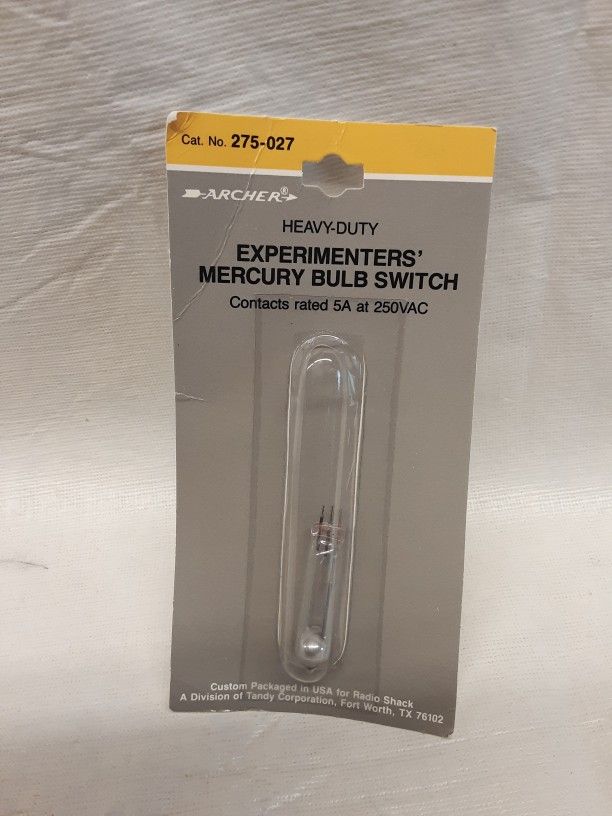 Cat. No. 275-027
ARCHER®
HEAVY-DUTY
EXPERIMENTERS'
MERCURY BULB SWITCH
Contacts rated 5A at 250VAC
Custom Packaged in USA for Radio Shack
A Division of Tandy Corporation, Fort Worth, TX 76102